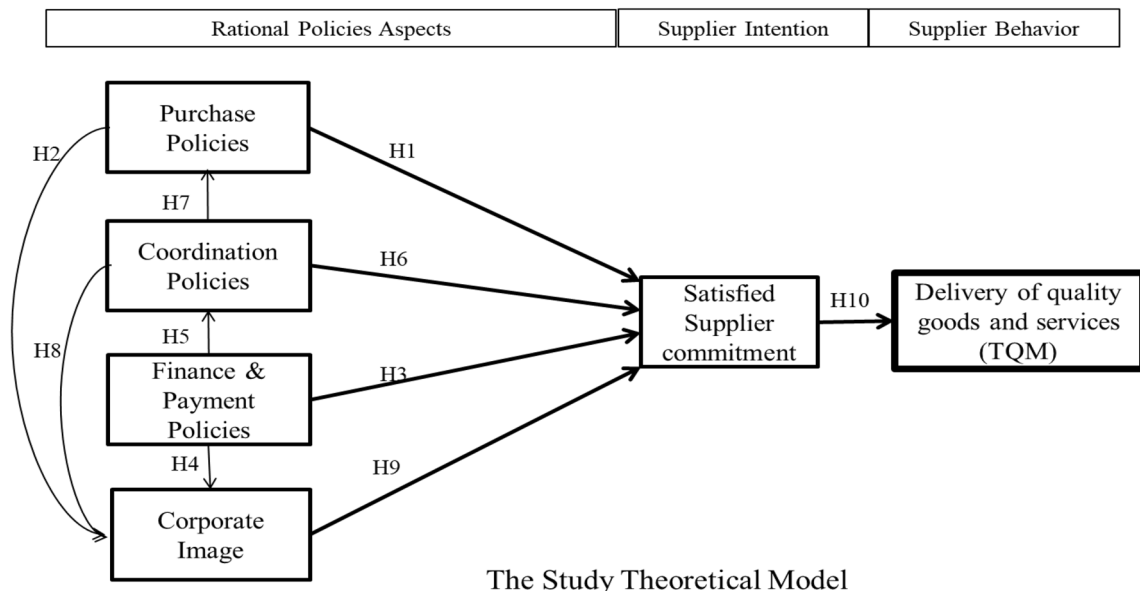 Rational Policies Aspects
Supplier Intention
Supplier Behavior
Purchase
Policies
H2
H1
H7
Coordination
Policies
H6
Satisfied
Supplier
commitment
H10
Delivery of quality
goods and services
(TQM)
H5
H8
Finance &
Payment
Policies
H3
H4
H9
Corporate
Image
The Study Theoretical Model